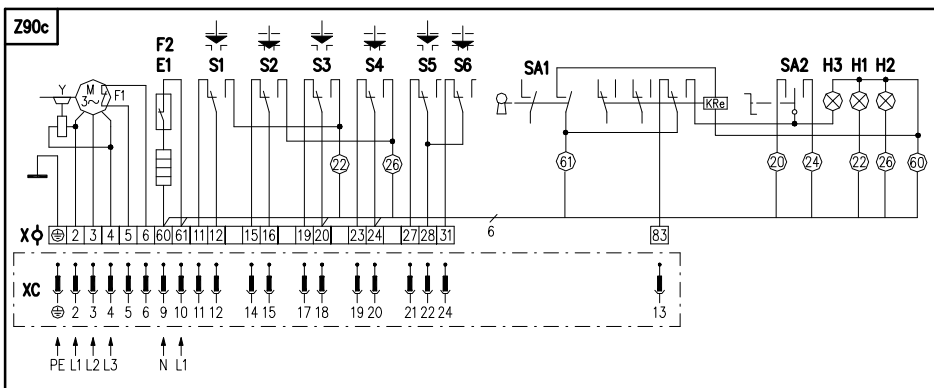 Z90c
F2
E1 S1 S2 S3 S4 S5 S6 SA1 SA2 H3 H1 H2
Y M 3~ F1
KRe
22 26 61 20 24 22 26 60
6
X 2 3 4 5 6 60 61 11 12 15 16 19 20 23 24 27 28 31 83
XC
2 3 4 5 6 9 10 11 12 14 15 17 18 19 20 21 22 24 13
PE L1 L2 L3 N L1